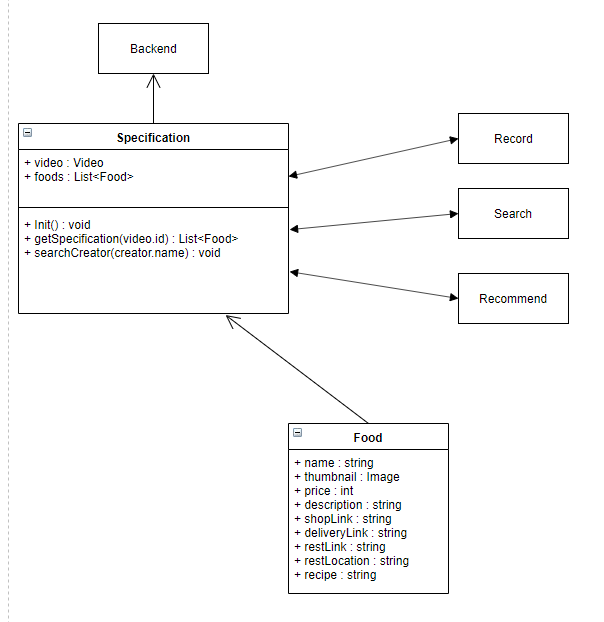 Backend
Specification
+ video : Video
+ foods : List<Food>
+ Init() : void
+ getSpecification(video.id) : List<Food>
+ searchCreator(creator.name) : void
Record
Search
Recommend
Food
+ name : string
+ thumbnail : Image
+ price : int
+ description : string
+ shopLink : string
+ deliveryLink : string
+ restLink : string
+ restLocation : string
+ recipe : string